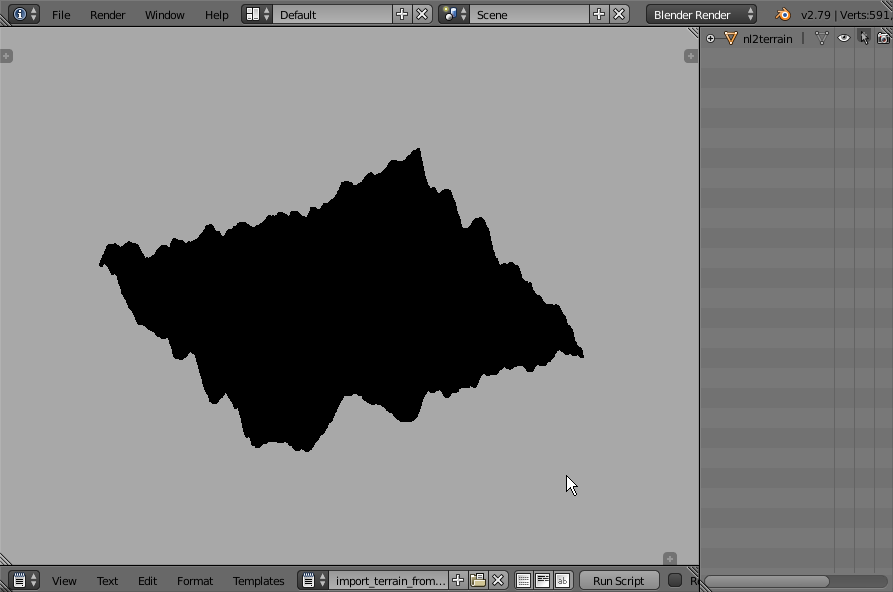 File Render Window Help Default Scene Blender Render v2.79 | Verts:591,
nl2terrain
View Text Edit Format Templates import_terrain_from... ab Run Script